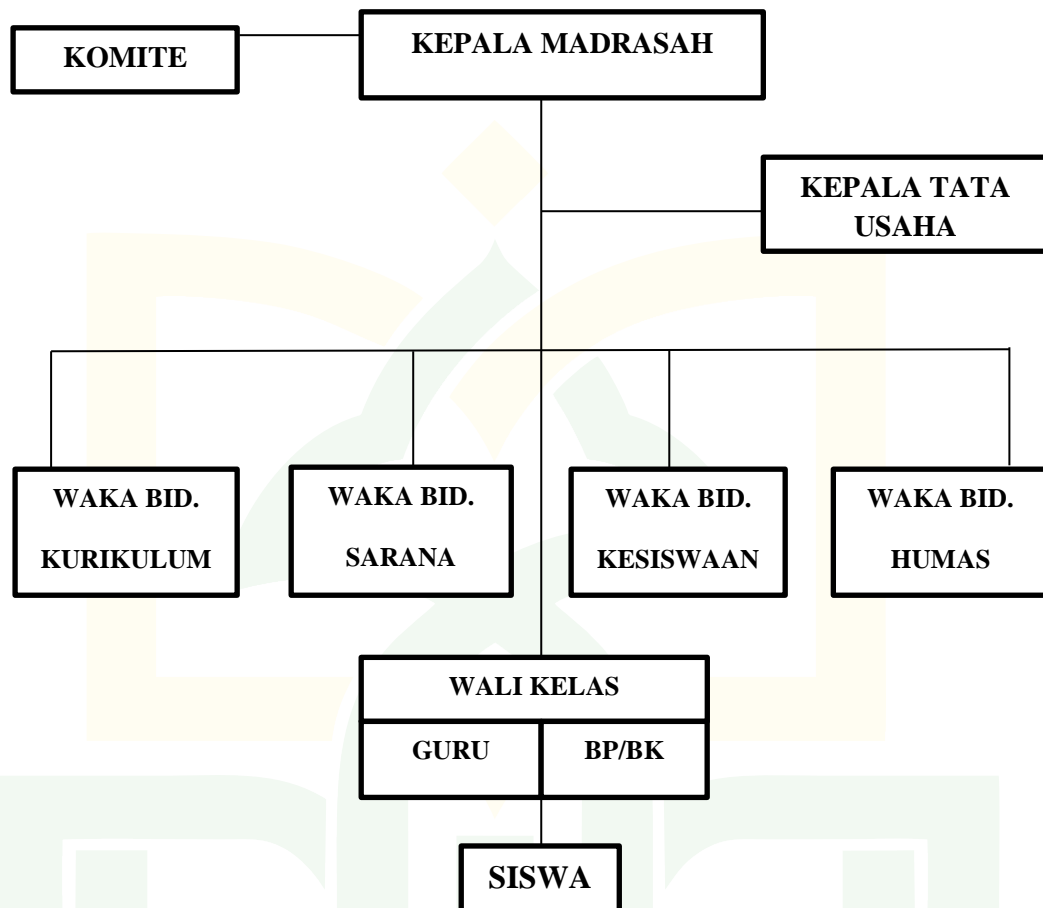 KOMITE
KEPALA MADRASAH
KEPALA TATA
USAHA
WAKA BID.
KURIKULUM
WAKA BID.
SARANA
WAKA BID.
KESISWAAN
WAKA BID.
HUMAS
WALI KELAS
GURU
BP/BK
SISWA